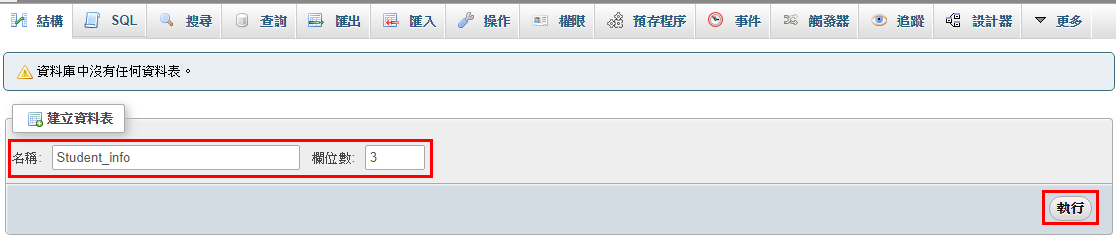 結構 SQL 搜尋 查詢 匯出 匯入 操作 權限 預存程序 事件 觸發器 追蹤 設計器 更多
資料庫中沒有任何資料表。
建立資料表
名稱: Student_info 欄位數: 3
執行